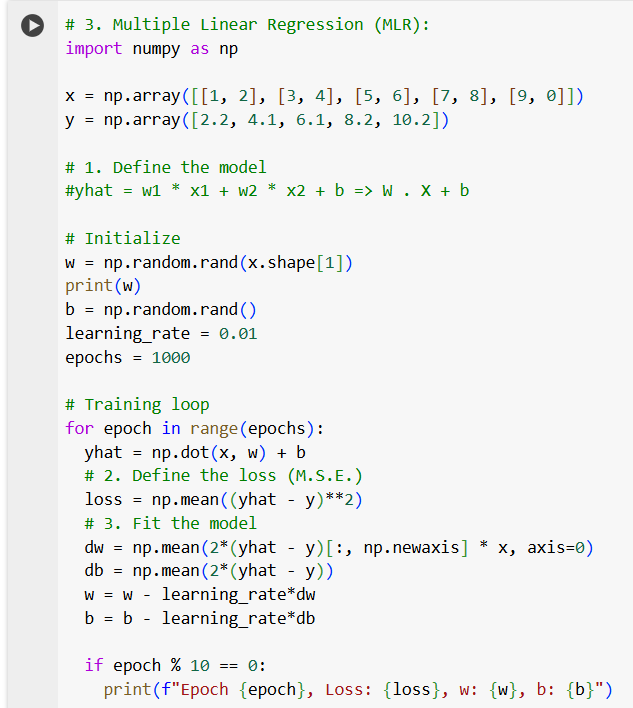 # 3. Multiple Linear Regression (MLR):
import numpy as np
x = np.array([[1, 2], [3, 4], [5, 6], [7, 8], [9, 0]])
y = np.array([2.2, 4.1, 6.1, 8.2, 10.2])
# 1. Define the model
#yhat = w1 * x1 + w2 * x2 + b => W . X + b
# Initialize
w = np.random.rand(x.shape[1])
print(w)
b = np.random.rand()
learning_rate = 0.01
epochs = 1000
# Training loop
for epoch in range(epochs):
  yhat = np.dot(x, w) + b
  # 2. Define the loss (M.S.E.)
  loss = np.mean((yhat - y)**2)
  # 3. Fit the model
  dw = np.mean(2*(yhat - y)[:, np.newaxis] * x, axis=0)
  db = np.mean(2*(yhat - y))
  w = w - learning_rate*dw
  b = b - learning_rate*db
  if epoch % 10 == 0:
    print(f"Epoch {epoch}, Loss: {loss}, w: {w}, b: {b}")